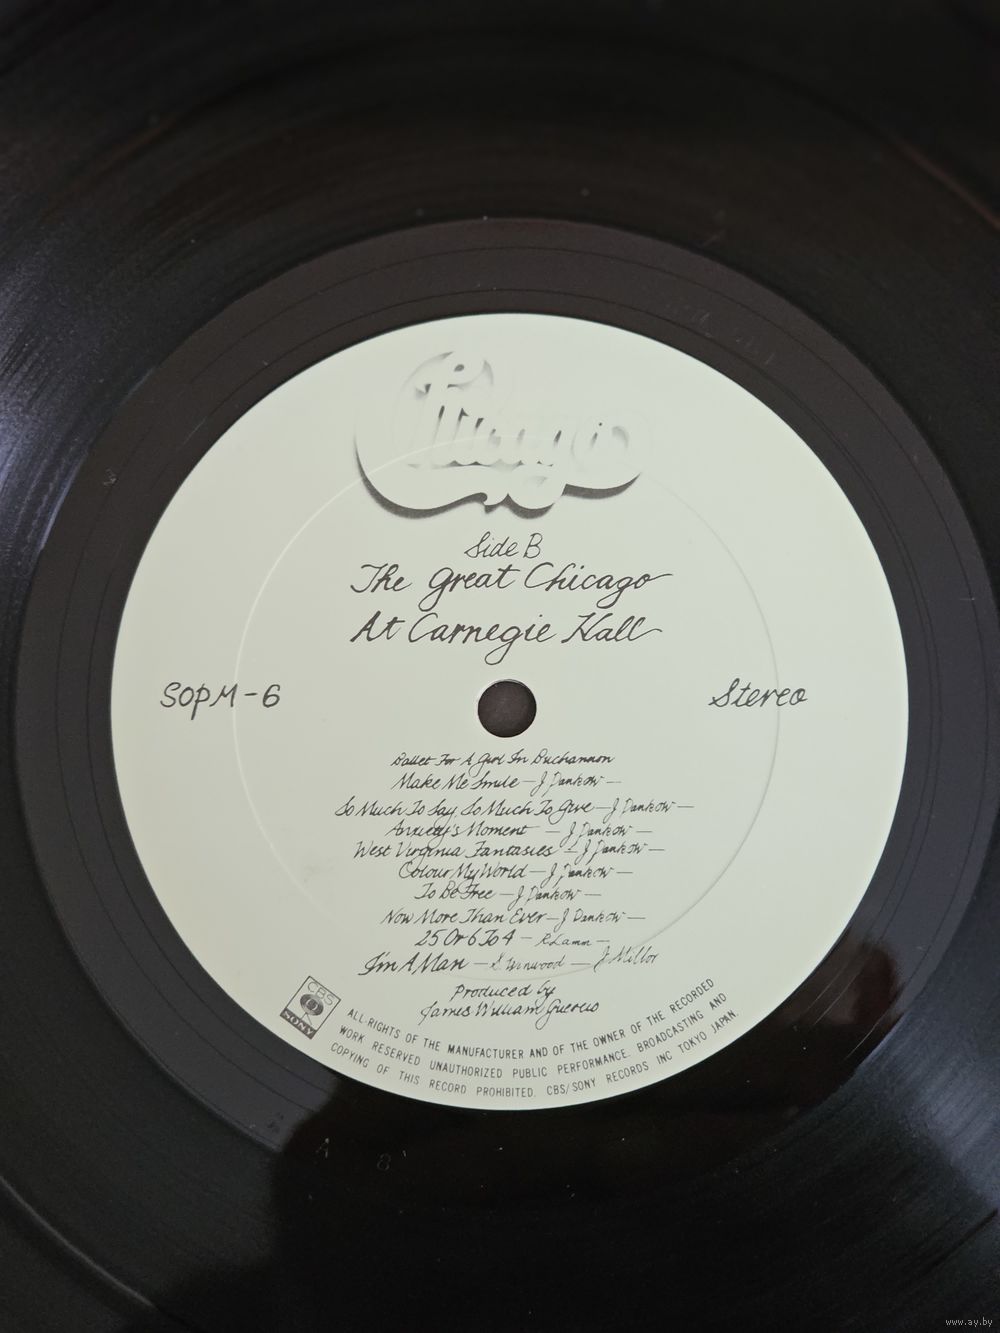 Chicago
Side B
The Great Chicago
At Carnegie Hall
SOPM-6
Stereo
Ballet For A Girl In Buchannon
Make Me Smile – J Pankow –
So Much To Say, So Much To Give – J Pankow –
Anxiety's Moment – J Pankow –
West Virginia Fantasies – J Pankow –
Colour My World – J Pankow –
To Be Free – J Pankow –
Now More Than Ever – J Pankow –
25 Or 6 To 4 – R Lamm –
I'm A Man – S. Winwood – J Miller
Produced by
James William Guercio
CBS
SONY
ALL RIGHTS OF THE MANUFACTURER AND OF THE OWNER OF THE RECORDED
WORK RESERVED UNAUTHORIZED PUBLIC PERFORMANCE. BROADCASTING AND
COPYING OF THIS RECORD PROHIBITED. CBS/SONY RECORDS INC TOKYO JAPAN.
A 8
www.ay.by